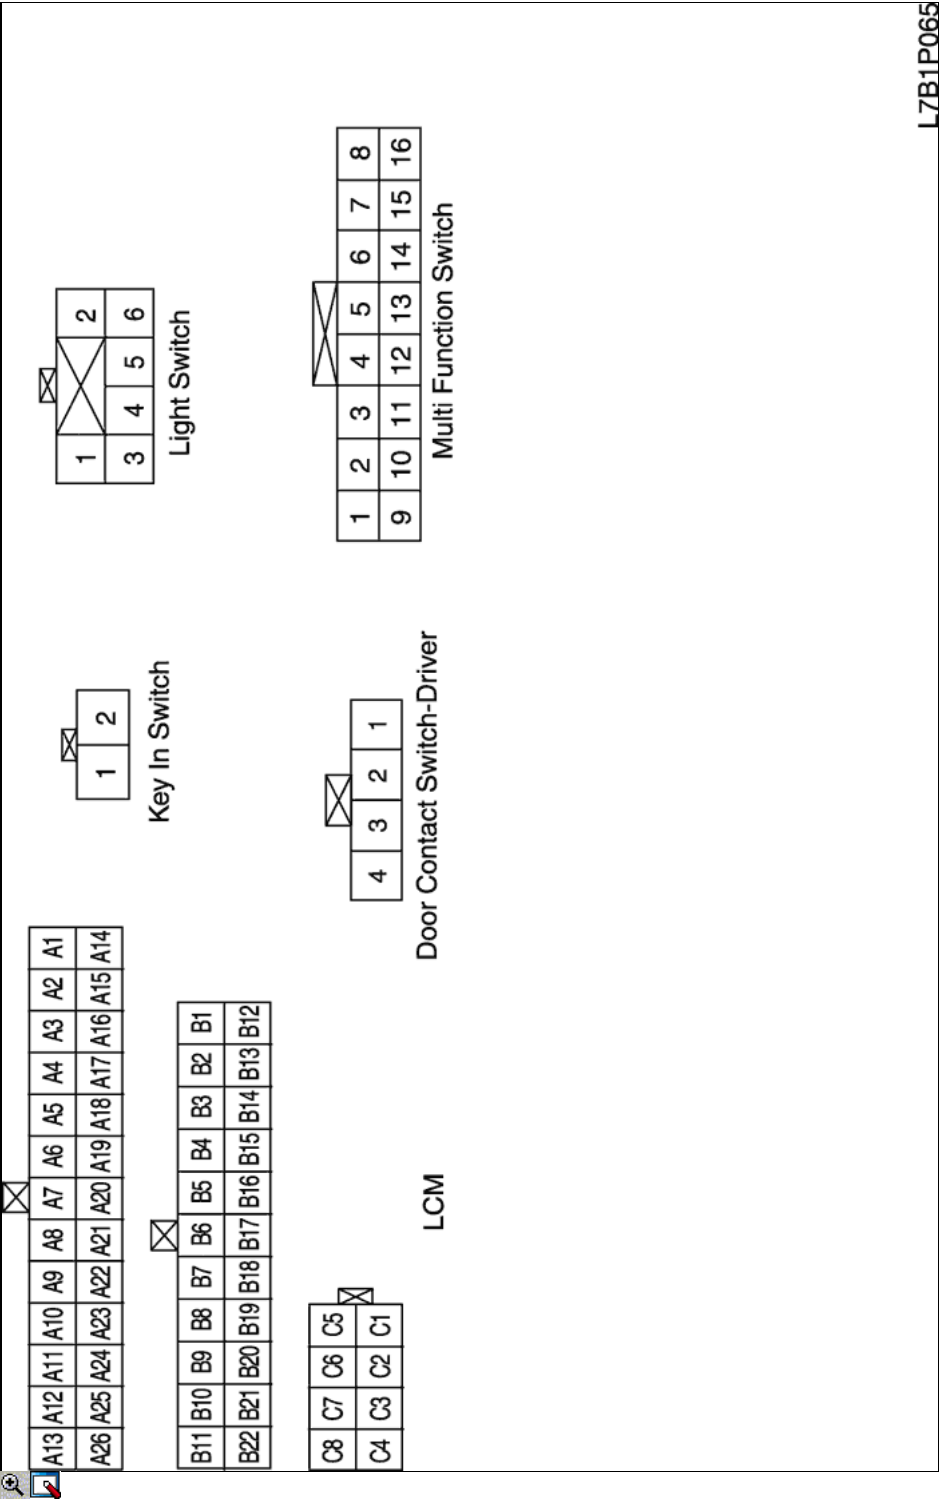 A13 A12 A11 A10 A9 A8 A7 A6 A5 A4 A3 A2 A1
A26 A25 A24 A23 A22 A21 A20 A19 A18 A17 A16 A15 A14
B11 B10 B9 B8 B7 B6 B5 B4 B3 B2 B1
B22 B21 B20 B19 B18 B17 B16 B15 B14 B13 B12
C8 C7 C6 C5
C4 C3 C2 C1
LCM
1 2
Key In Switch
4 3 2 1
Door Contact Switch-Driver
1 2
3 4 5 6
Light Switch
1 2 3 4 5 6 7 8
9 10 11 12 13 14 15 16
Multi Function Switch
L7B1P065